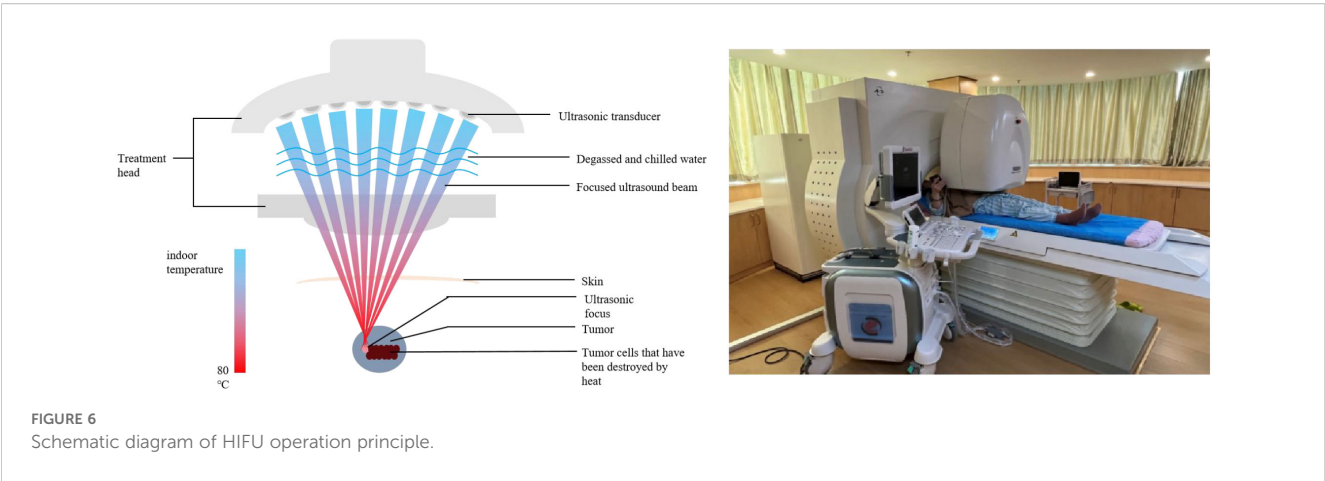 Ultrasonic transducer
Treatment
head
Degassed and chilled water
Focused ultrasound beam
indoor
temperature
Skin
Ultrasonic
focus
Tumor
Tumor cells that have
been destroyed by
heat
80
°C
FIGURE 6
Schematic diagram of HIFU operation principle.